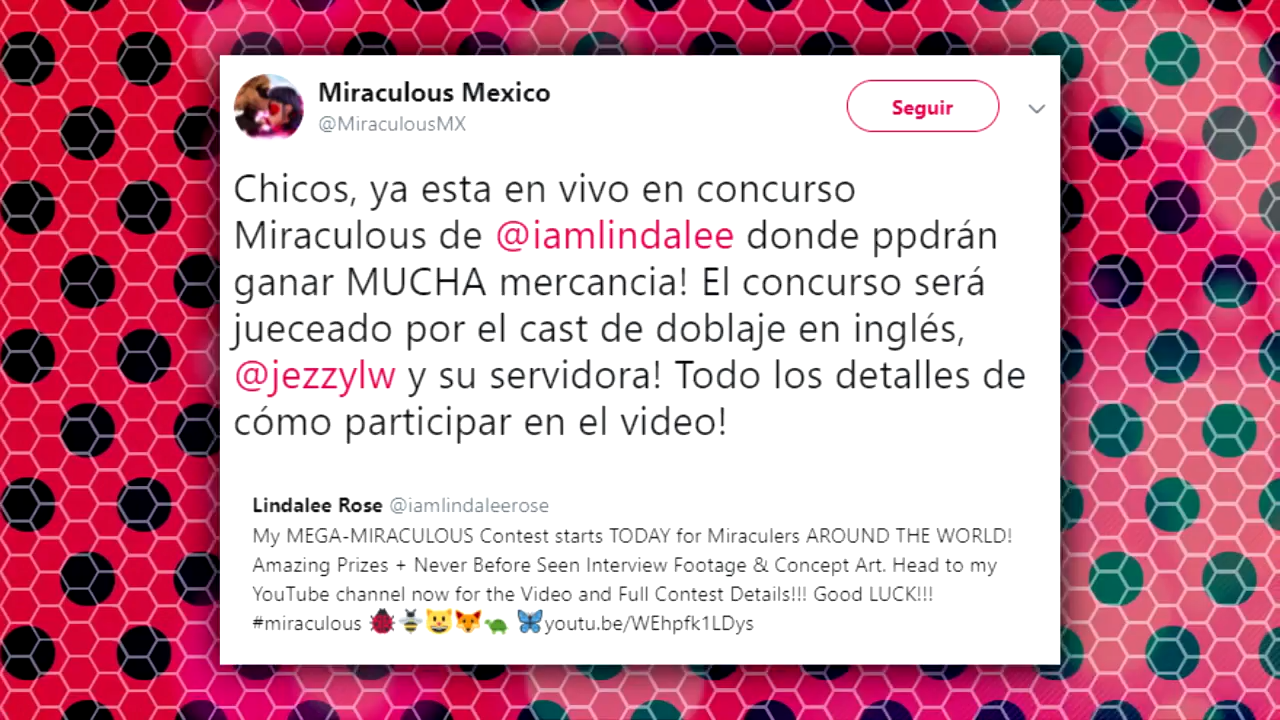 Miraculous Mexico
@MiraculousMX
Seguir
Chicos, ya esta en vivo en concurso
Miraculous de @iamlindalee donde ppdrán
ganar MUCHA mercancia! El concurso será
jueceado por el cast de doblaje en inglés,
@jezzylw y su servidora! Todo los detalles de
cómo participar en el video!
Lindalee Rose @iamlindaleerose
My MEGA-MIRACULOUS Contest starts TODAY for Miraculers AROUND THE WORLD!
Amazing Prizes + Never Before Seen Interview Footage & Concept Art. Head to my
YouTube channel now for the Video and Full Contest Details!!! Good LUCK!!!
#miraculous 🐞🐝😺🦊🐢 🦋youtu.be/WEhpfk1LDys